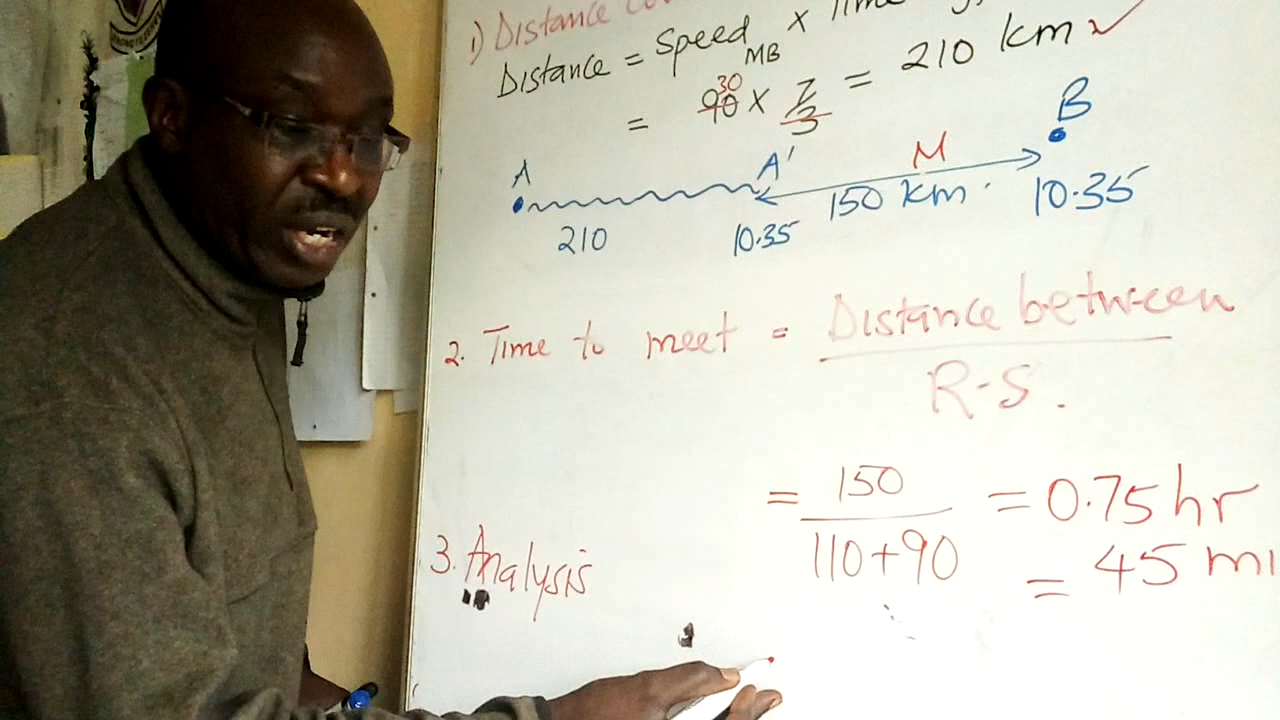 1) Distance
Distance = Speed MB x Time
= 90 30 x 7/3 = 210 km ✓
A A' M B
210 10.35 150 km. 10.35
2. Time to meet = Distance between
R.S.
= 150 = 0.75 hr
110+90
= 45 mi
3. Analysis